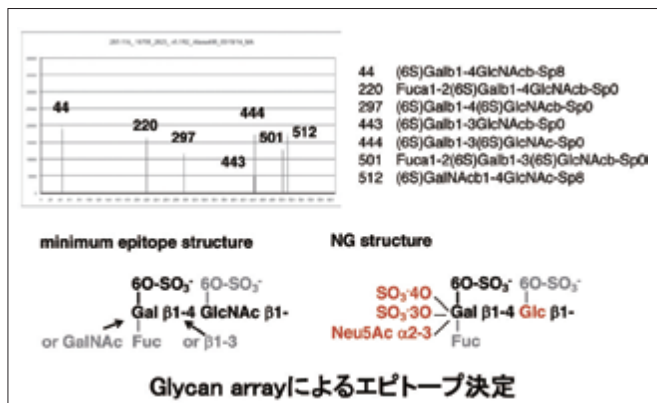 44 (6S)Galb1-4GlcNAcb-Sp8
220 Fuca1-2(6S)Galb1-4GlcNAcb-Sp0
297 (6S)Galb1-4(6S)GlcNAcb-Sp0
443 (6S)Galb1-3GlcNAcb-Sp0
444 (6S)Galb1-3(6S)GlcNAc-Sp0
501 Fuca1-2(6S)Galb1-3(6S)GlcNAcb-Sp0
512 (6S)GalNAcb1-4GlcNAc-Sp8
44
220
297
443
444
501
512
minimum epitope structure
6O-SO₃⁻ 6O-SO₃⁻
Gal β1-4 GlcNAc β1-
or GalNAc Fuc or β1-3
NG structure
6O-SO₃⁻ 6O-SO₃⁻
SO₃⁻4O
SO₃⁻3O Gal β1-4 Glc β1-
Neu5Ac α2-3
Fuc
Glycan arrayによるエピトープ決定